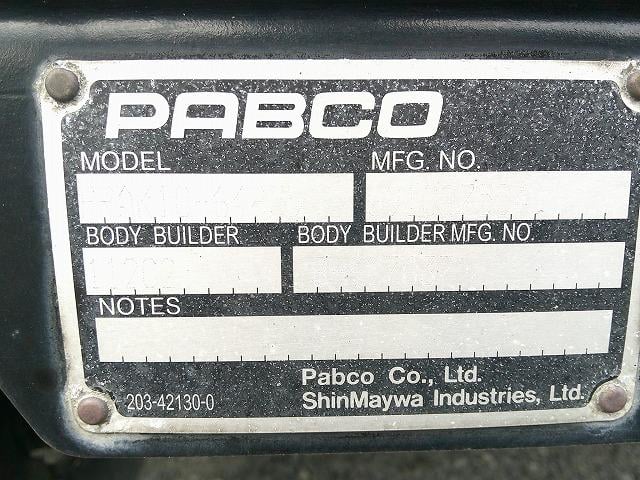 PABCO
MODEL MFG. NO.
BODY BUILDER BODY BUILDER MFG. NO.
NOTES
Pabco Co., Ltd.
203-42130-0 ShinMaywa Industries, Ltd.